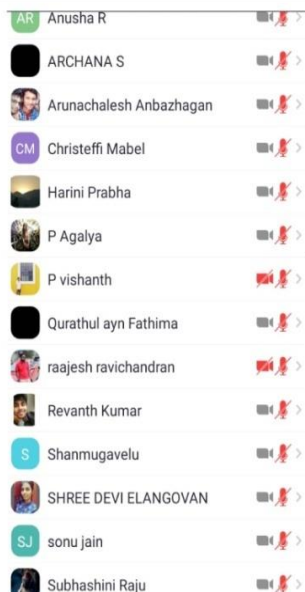 AR Anusha R
ARCHANA S
Arunachalesh Anbazhagan
CM Christeffi Mabel
Harini Prabha
P Agalya
P vishanth
Qurathul ayn Fathima
raajesh ravichandran
Revanth Kumar
S Shanmugavelu
SHREE DEVI ELANGOVAN
SJ sonu jain
Subhashini Raju